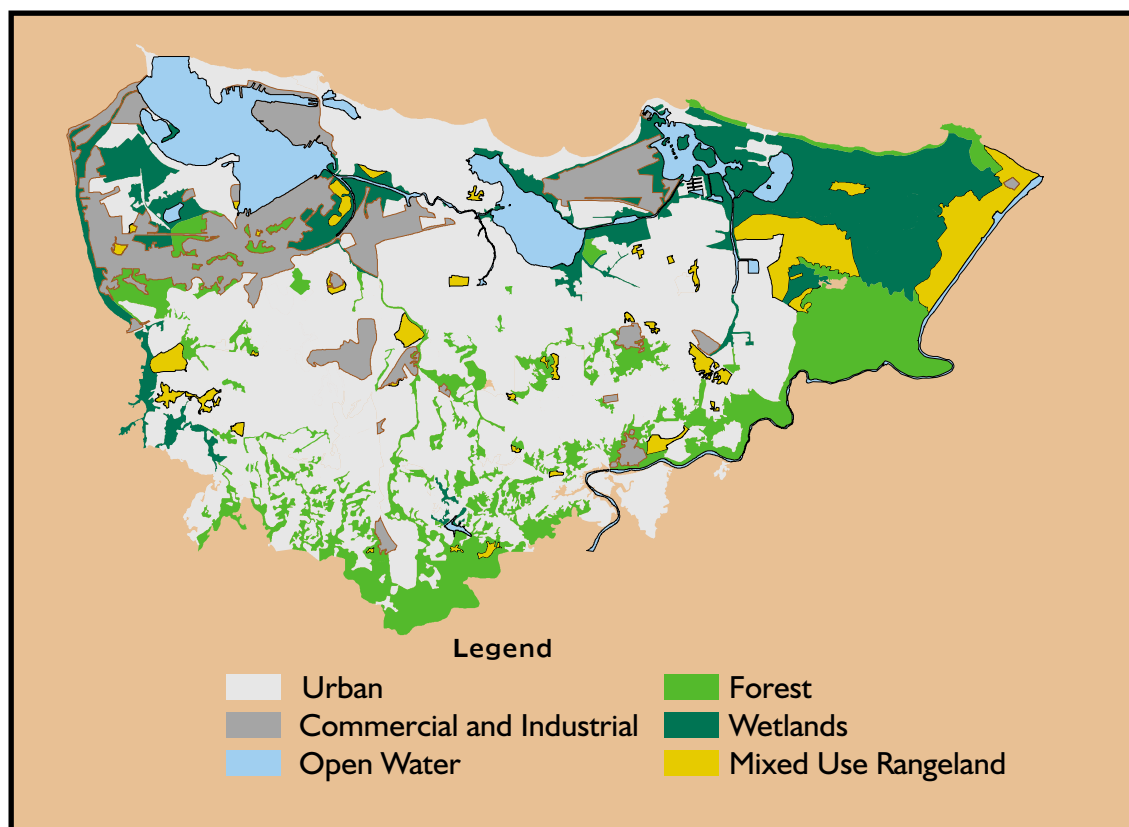 Legend
Urban
Commercial and Industrial
Open Water
Forest
Wetlands
Mixed Use Rangeland